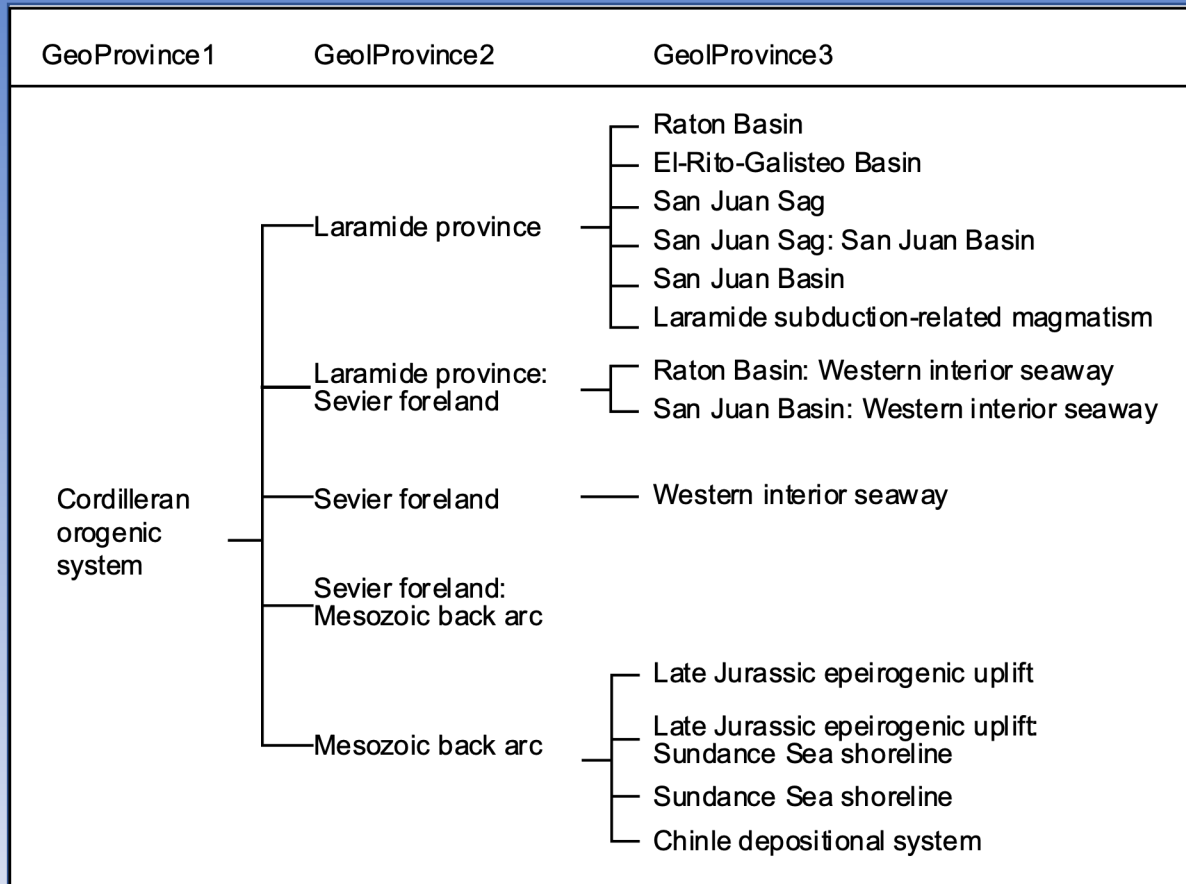 GeoProvince1
GeolProvince2
GeolProvince3
Cordilleran
orogenic
system
Laramide province
Raton Basin
El-Rito-Galisteo Basin
San Juan Sag
San Juan Sag: San Juan Basin
San Juan Basin
Laramide subduction-related magmatism
Laramide province:
Sevier foreland
Raton Basin: Western interior seaway
San Juan Basin: Western interior seaway
Sevier foreland
Western interior seaway
Sevier foreland:
Mesozoic back arc
Mesozoic back arc
Late Jurassic epeirogenic uplift
Late Jurassic epeirogenic uplift:
Sundance Sea shoreline
Sundance Sea shoreline
Chinle depositional system